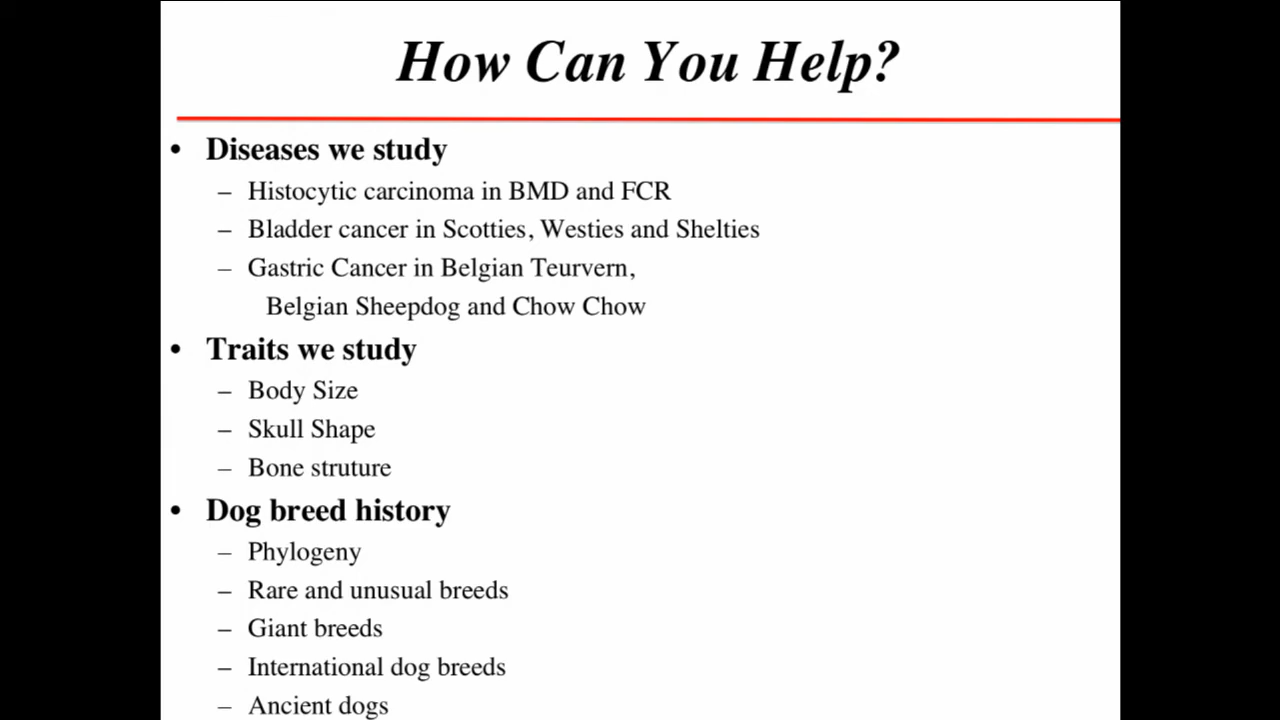 How Can You Help?
• Diseases we study
– Histocytic carcinoma in BMD and FCR
– Bladder cancer in Scotties, Westies and Shelties
– Gastric Cancer in Belgian Teurvern,
Belgian Sheepdog and Chow Chow
• Traits we study
– Body Size
– Skull Shape
– Bone struture
• Dog breed history
– Phylogeny
– Rare and unusual breeds
– Giant breeds
– International dog breeds
– Ancient dogs